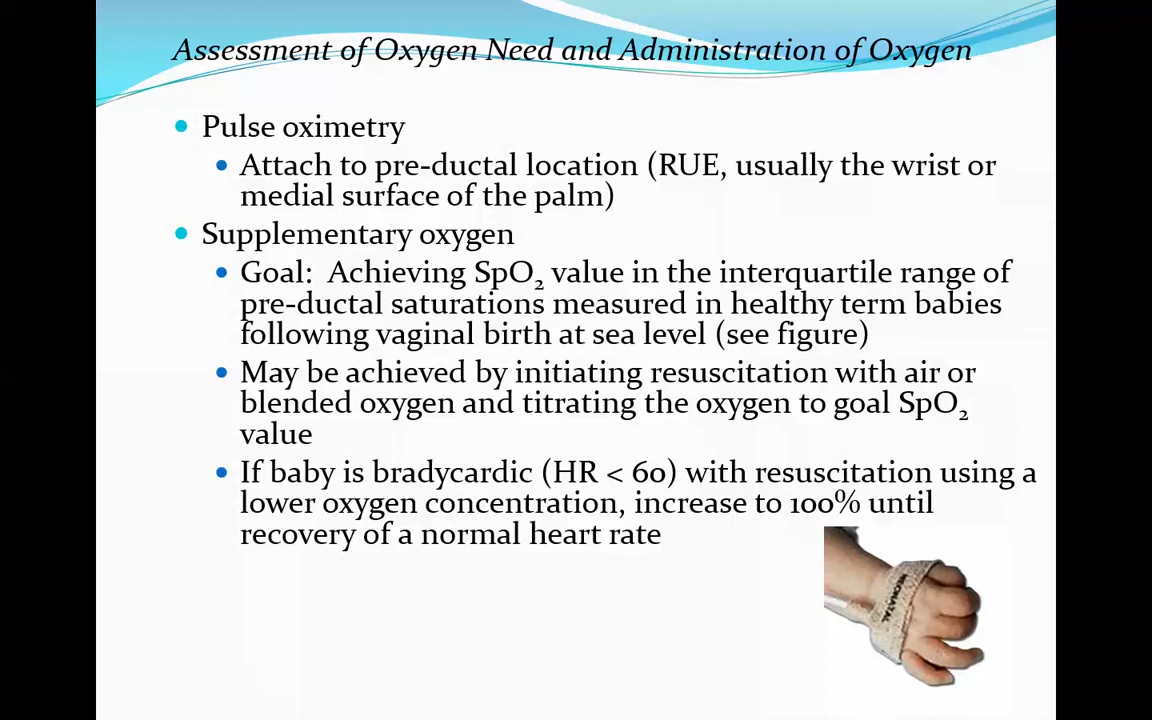 Assessment of Oxygen Need and Administration of Oxygen
• Pulse oximetry
• Attach to pre-ductal location (RUE, usually the wrist or
medial surface of the palm)
• Supplementary oxygen
• Goal: Achieving SpO₂ value in the interquartile range of
pre-ductal saturations measured in healthy term babies
following vaginal birth at sea level (see figure)
• May be achieved by initiating resuscitation with air or
blended oxygen and titrating the oxygen to goal SpO₂
value
• If baby is bradycardic (HR < 60) with resuscitation using a
lower oxygen concentration, increase to 100% until
recovery of a normal heart rate
NEONATAL